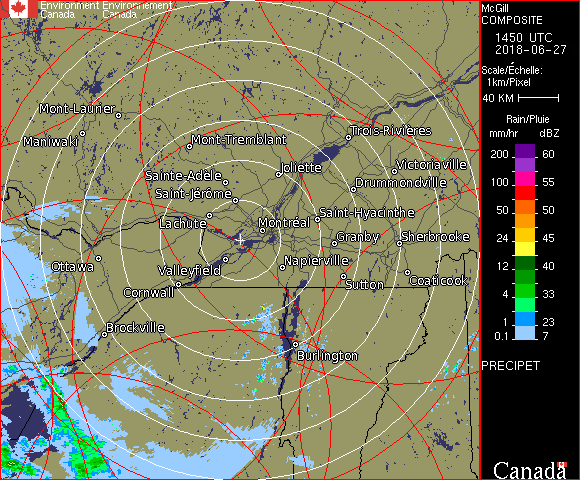 Environment Environnement
Canada Canada
McGill
COMPOSITE
1450 UTC
2018-06-27
Scale/Échelle:
1km/Pixel
40 KM
Rain/Pluie
mm/hr dBZ
200 60
155
100 55
85
50 50
24 45
12 40
4 33
1 23
0.1 7
PRECIPET
Mont-Laurier
Maniwaki
Mont-Tremblant
Trois-Rivières
Sainte-Adèle
Joliette
Victoriaville
Saint-Jérôme
Drummondville
Lachute
Montréal
Saint-Hyacinthe
Granby
Sherbrooke
Ottawa
Valleyfield
Napierville
Cornwall
Sutton
Coaticook
Brockville
Burlington
Canada